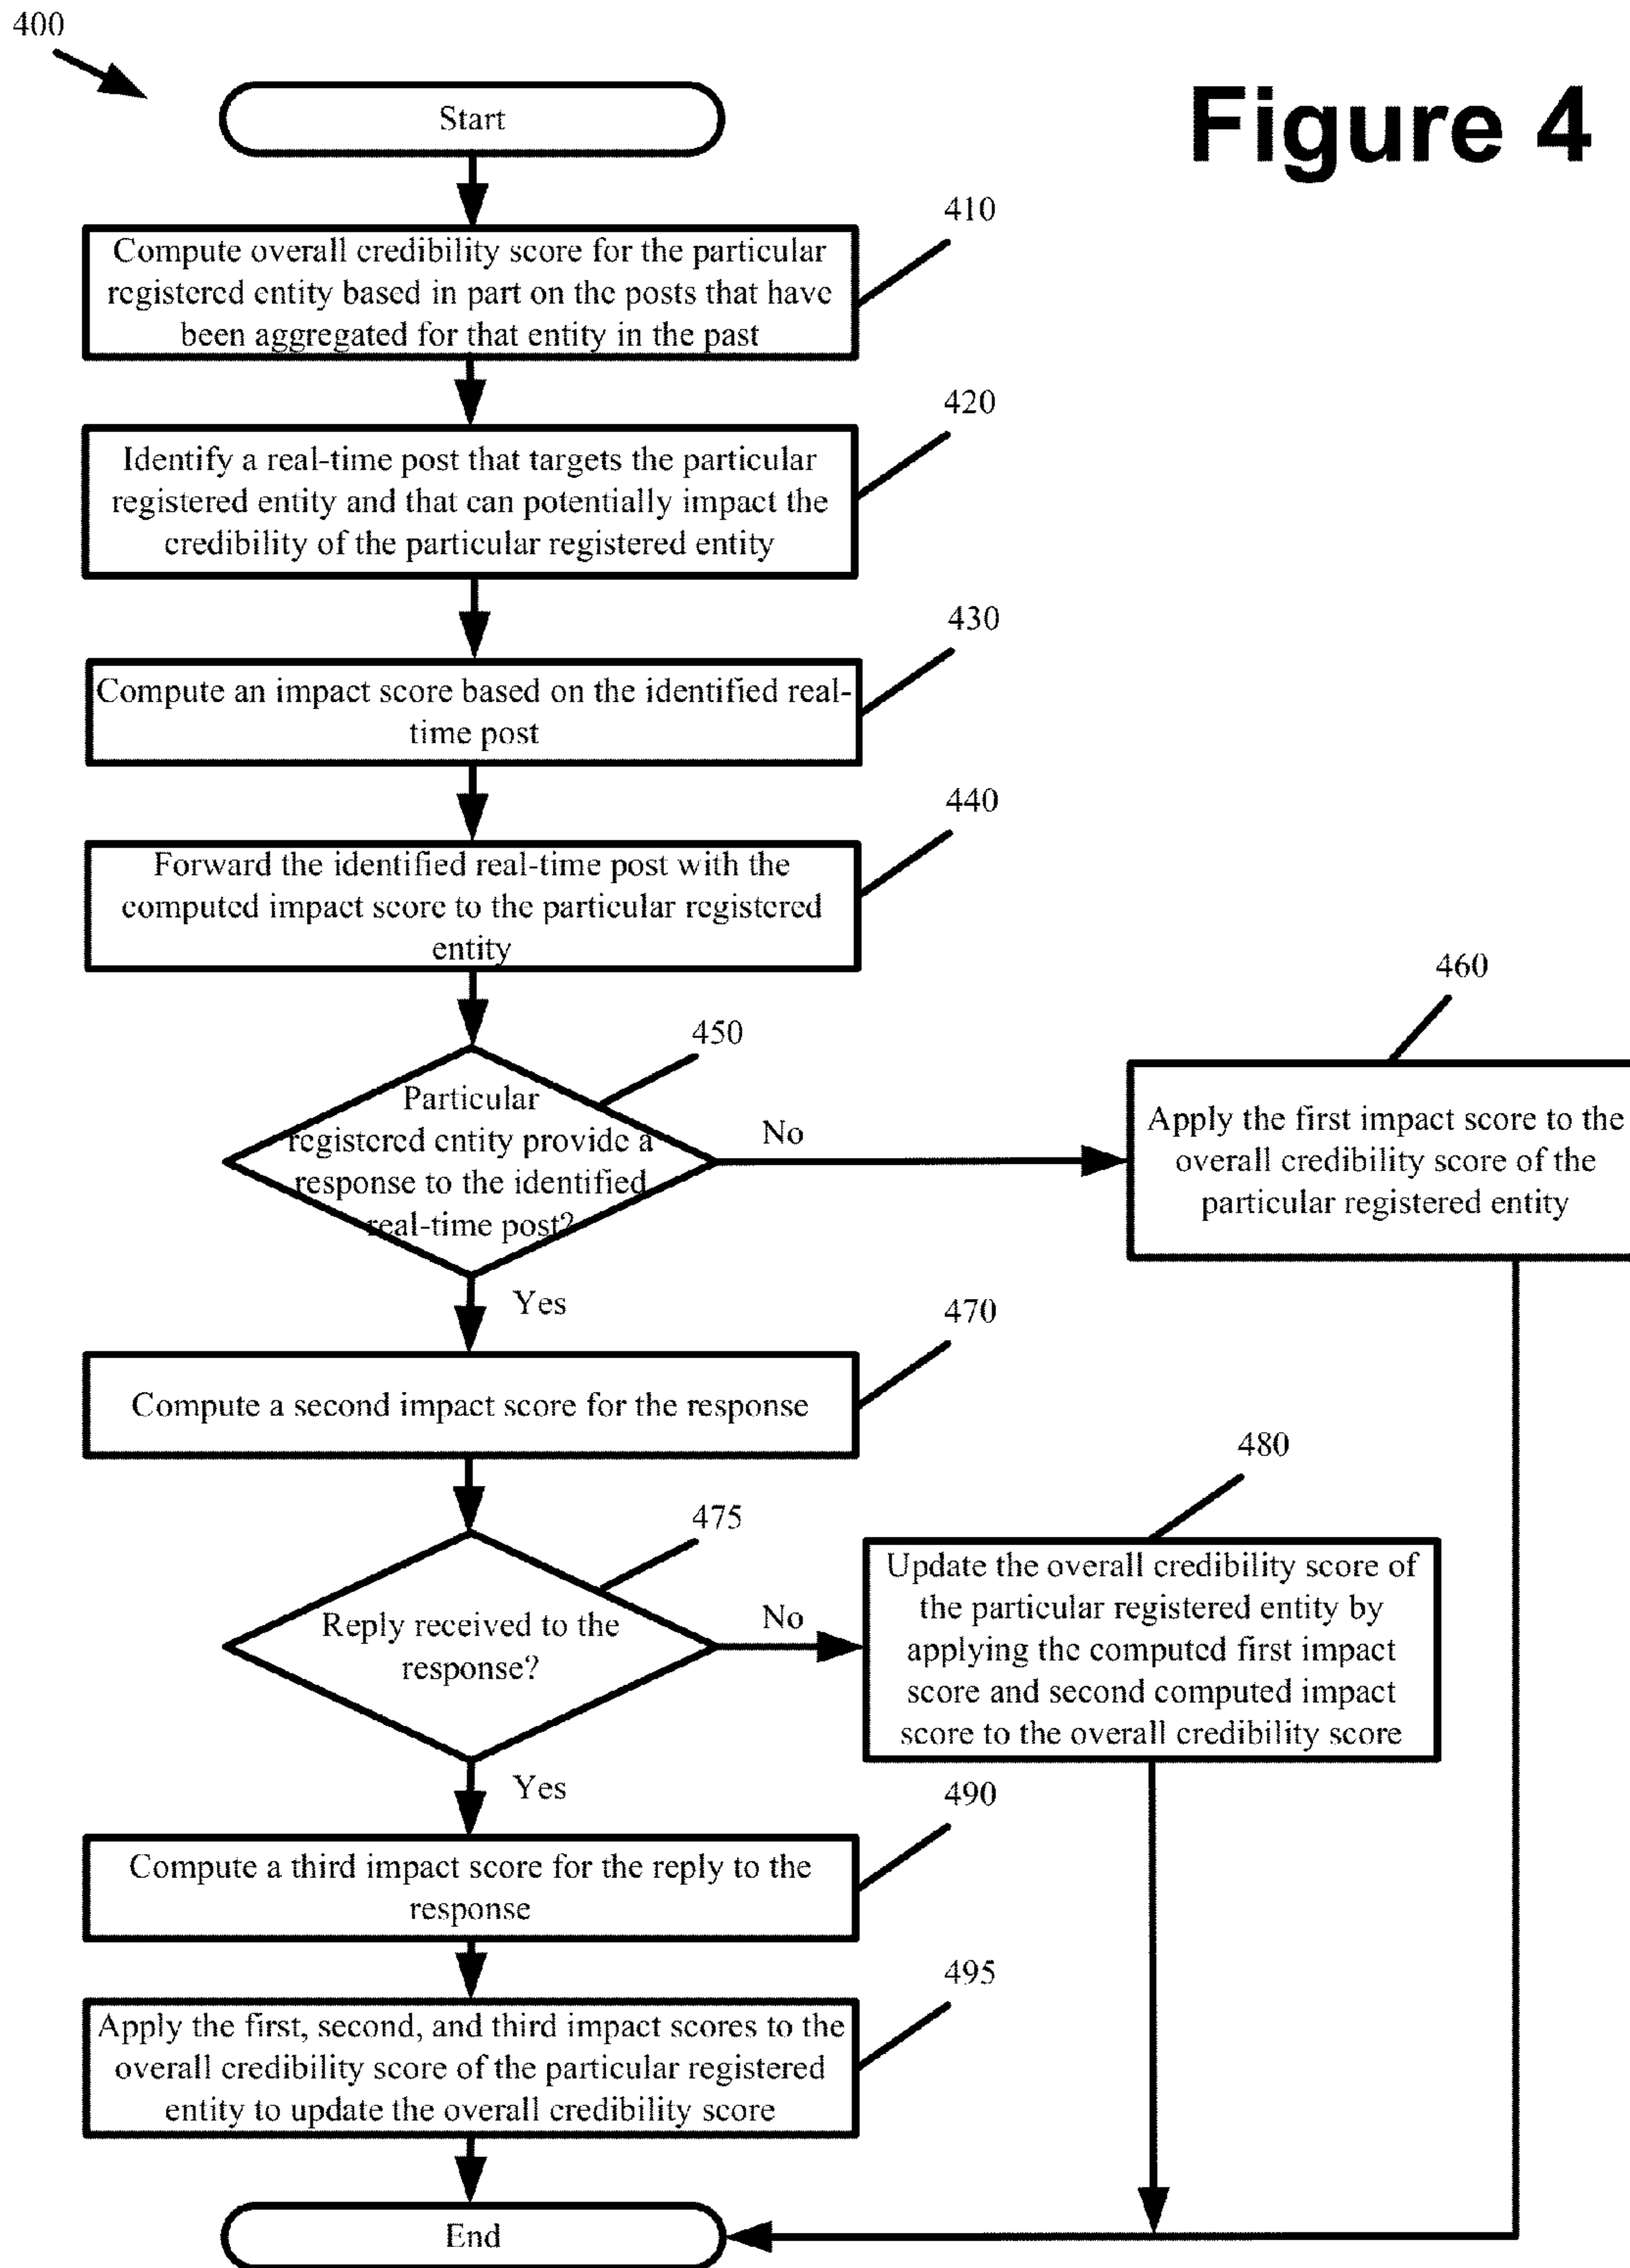 400
Figure 4
Start
410
Compute overall credibility score for the particular
registered entity based in part on the posts that have
been aggregated for that entity in the past
420
Identify a real-time post that targets the particular
registered entity and that can potentially impact the
credibility of the particular registered entity
430
Compute an impact score based on the identified real-
time post
440
Forward the identified real-time post with the
computed impact score to the particular registered
entity
450
Particular
registered entity provide a
response to the identified
real-time post?
No
460
Apply the first impact score to the
overall credibility score of the
particular registered entity
Yes
470
Compute a second impact score for the response
475
Reply received to the
response?
No
480
Update the overall credibility score of
the particular registered entity by
applying the computed first impact
score and second computed impact
score to the overall credibility score
Yes
490
Compute a third impact score for the reply to the
response
495
Apply the first, second, and third impact scores to the
overall credibility score of the particular registered
entity to update the overall credibility score
End